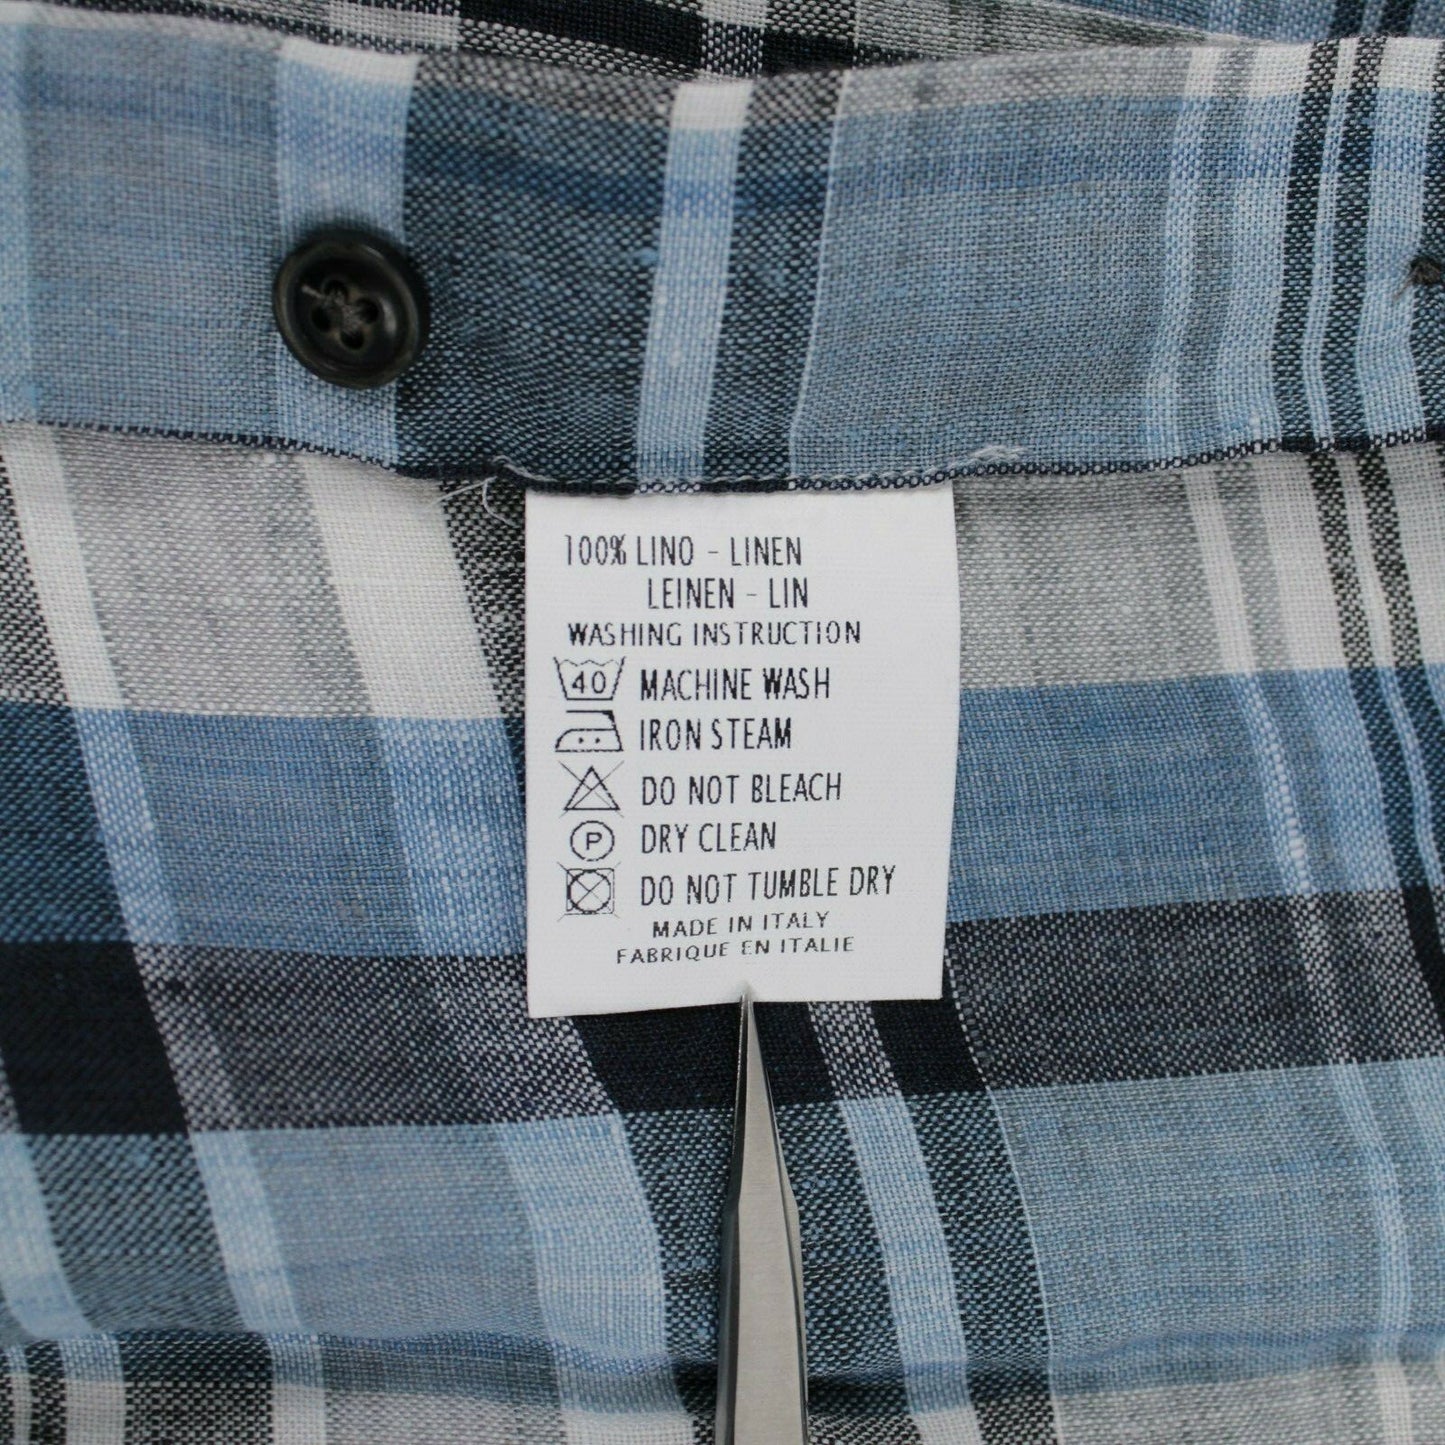 100% LINO - LINEN
LEINEN - LIN
WASHING INSTRUCTION
40 MACHINE WASH
IRON STEAM
DO NOT BLEACH
P DRY CLEAN
DO NOT TUMBLE DRY
MADE IN ITALY
FABRIQUE EN ITALIE